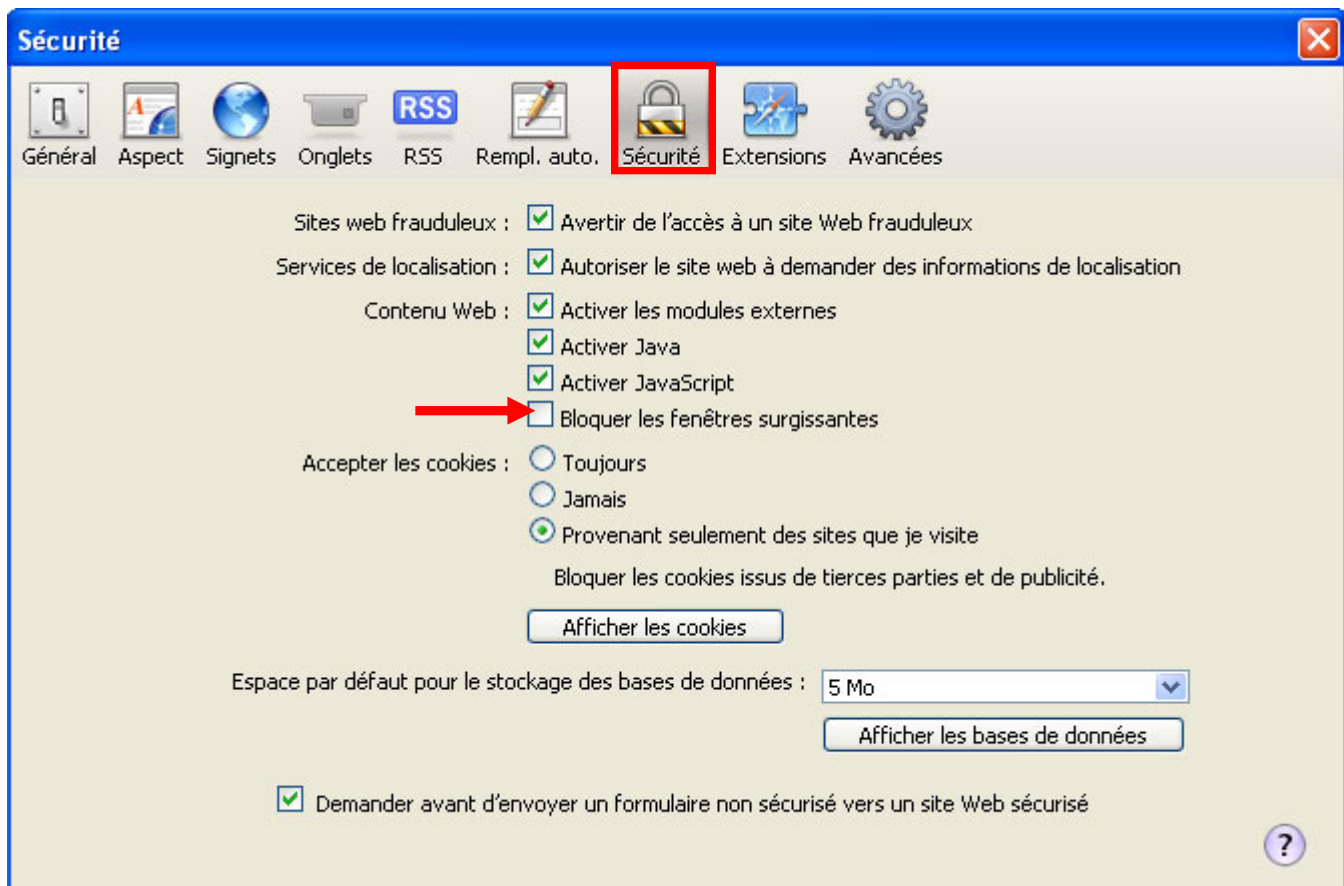 Sécurité
RSS
Général Aspect Signets Onglets RSS Rempl. auto. Sécurité Extensions Avancées
Sites web frauduleux : Avertir de l'accès à un site Web frauduleux
Services de localisation : Autoriser le site web à demander des informations de localisation
Contenu Web : Activer les modules externes
Activer Java
Activer JavaScript
Bloquer les fenêtres surgissantes
Accepter les cookies : Toujours
Jamais
Provenant seulement des sites que je visite
Bloquer les cookies issus de tierces parties et de publicité.
Afficher les cookies
Espace par défaut pour le stockage des bases de données : 5 Mo
Afficher les bases de données
Demander avant d'envoyer un formulaire non sécurisé vers un site Web sécurisé
?